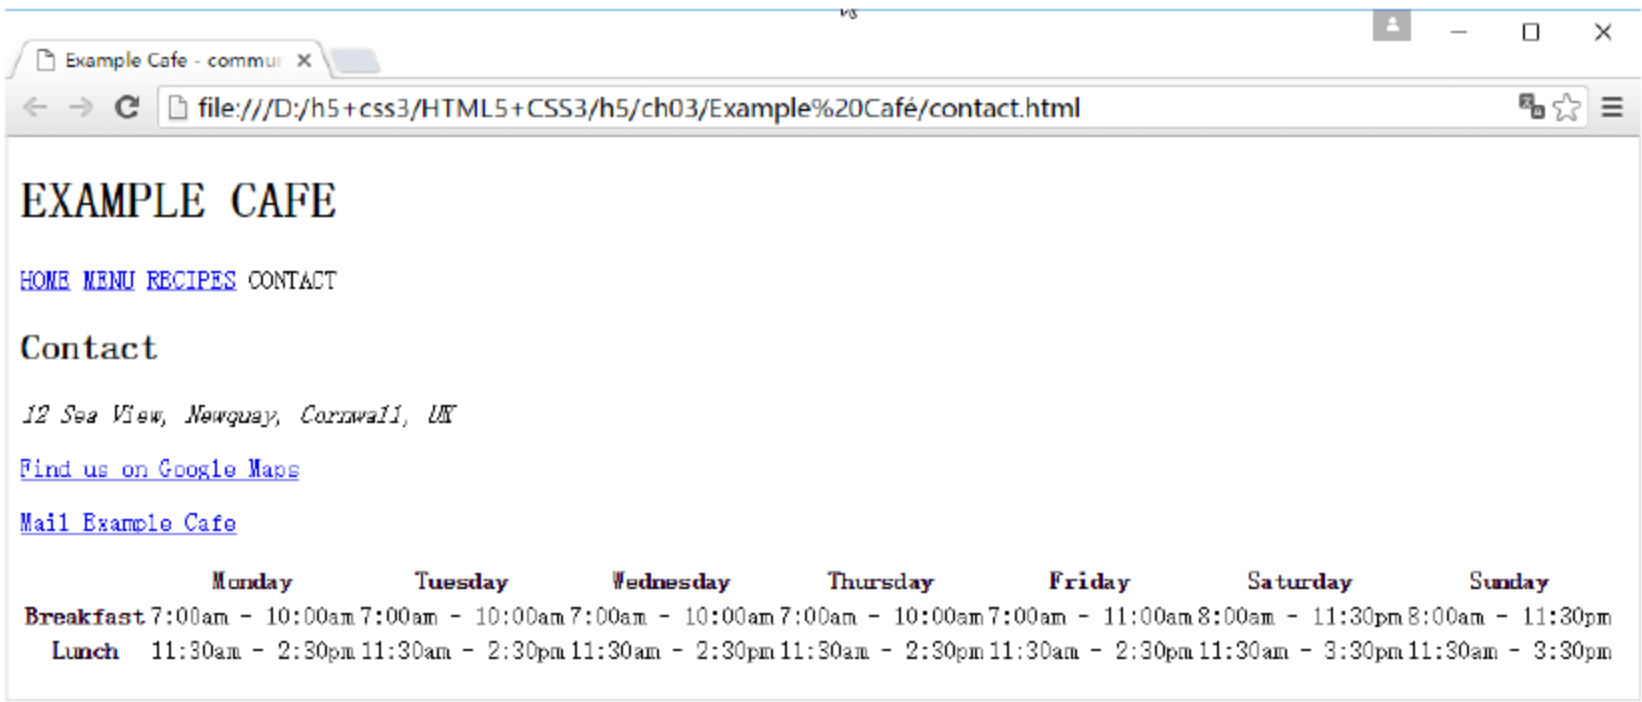 Example Cafe - commun
file:///D:/h5+css3/HTML5+CSS3/h5/ch03/Example%20Café/contact.html
EXAMPLE CAFE
HOME MENU RECIPES CONTACT
Contact
12 Sea View, Newquay, Cornwall, UK
Find us on Google Maps
Mail Example Cafe
Monday Tuesday Wednesday Thursday Friday Saturday Sunday
Breakfast 7:00am - 10:00am 7:00am - 10:00am 7:00am - 10:00am 7:00am - 10:00am 7:00am - 11:00am 8:00am - 11:30pm 8:00am - 11:30pm
Lunch 11:30am - 2:30pm 11:30am - 2:30pm 11:30am - 2:30pm 11:30am - 2:30pm 11:30am - 2:30pm 11:30am - 3:30pm 11:30am - 3:30pm